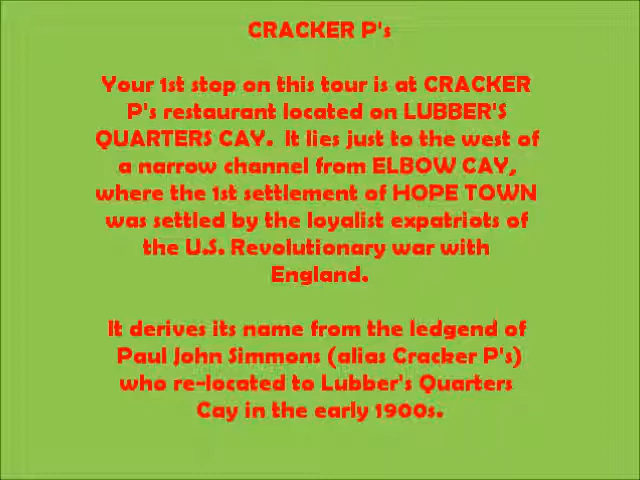 CRACKER P's
Your 1st stop on this tour is at CRACKER
P's restaurant located on LUBBER'S
QUARTERS CAY. It lies just to the west of
a narrow channel from ELBOW CAY,
where the 1st settlement of HOPE TOWN
was settled by the loyalist expatriots of
the U.S. Revolutionary war with
England.
It derives its name from the ledgend of
Paul John Simmons (alias Cracker P's)
who re-located to Lubber's Quarters
Cay in the early 1900s.